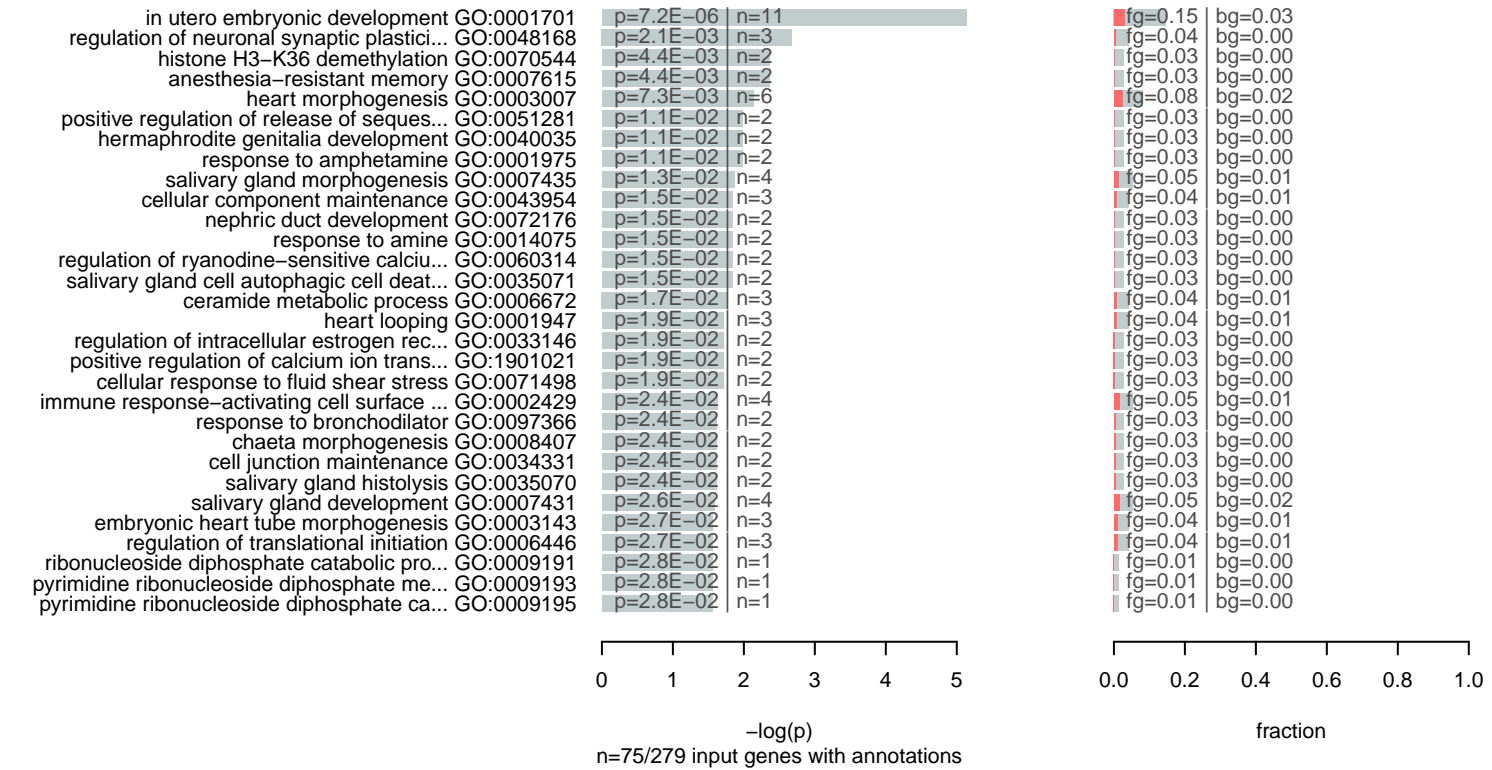 in utero embryonic development GO:0001701 p=7.2E−06 n=11 fg=0.15 bg=0.03
regulation of neuronal synaptic plastici... GO:0048168 p=2.1E−03 n=3 fg=0.04 bg=0.00
histone H3−K36 demethylation GO:0070544 p=4.4E−03 n=2 fg=0.03 bg=0.00
anesthesia−resistant memory GO:0007615 p=4.4E−03 n=2 fg=0.03 bg=0.00
heart morphogenesis GO:0003007 p=7.3E−03 n=6 fg=0.08 bg=0.02
positive regulation of release of seques... GO:0051281 p=1.1E−02 n=2 fg=0.03 bg=0.00
hermaphrodite genitalia development GO:0040035 p=1.1E−02 n=2 fg=0.03 bg=0.00
response to amphetamine GO:0001975 p=1.1E−02 n=2 fg=0.03 bg=0.00
salivary gland morphogenesis GO:0007435 p=1.3E−02 n=4 fg=0.05 bg=0.01
cellular component maintenance GO:0043954 p=1.5E−02 n=3 fg=0.04 bg=0.01
nephric duct development GO:0072176 p=1.5E−02 n=2 fg=0.03 bg=0.00
response to amine GO:0014075 p=1.5E−02 n=2 fg=0.03 bg=0.00
regulation of ryanodine−sensitive calciu... GO:0060314 p=1.5E−02 n=2 fg=0.03 bg=0.00
salivary gland cell autophagic cell deat... GO:0035071 p=1.5E−02 n=2 fg=0.03 bg=0.00
ceramide metabolic process GO:0006672 p=1.7E−02 n=3 fg=0.04 bg=0.01
heart looping GO:0001947 p=1.9E−02 n=3 fg=0.04 bg=0.01
regulation of intracellular estrogen rec... GO:0033146 p=1.9E−02 n=2 fg=0.03 bg=0.00
positive regulation of calcium ion trans... GO:1901021 p=1.9E−02 n=2 fg=0.03 bg=0.00
cellular response to fluid shear stress GO:0071498 p=1.9E−02 n=2 fg=0.03 bg=0.00
immune response−activating cell surface ... GO:0002429 p=2.4E−02 n=4 fg=0.05 bg=0.01
response to bronchodilator GO:0097366 p=2.4E−02 n=2 fg=0.03 bg=0.00
chaeta morphogenesis GO:0008407 p=2.4E−02 n=2 fg=0.03 bg=0.00
cell junction maintenance GO:0034331 p=2.4E−02 n=2 fg=0.03 bg=0.00
salivary gland histolysis GO:0035070 p=2.4E−02 n=2 fg=0.03 bg=0.00
salivary gland development GO:0007431 p=2.6E−02 n=4 fg=0.05 bg=0.02
embryonic heart tube morphogenesis GO:0003143 p=2.7E−02 n=3 fg=0.04 bg=0.01
regulation of translational initiation GO:0006446 p=2.7E−02 n=3 fg=0.04 bg=0.01
ribonucleoside diphosphate catabolic pro... GO:0009191 p=2.8E−02 n=1 fg=0.01 bg=0.00
pyrimidine ribonucleoside diphosphate me... GO:0009193 p=2.8E−02 n=1 fg=0.01 bg=0.00
pyrimidine ribonucleoside diphosphate ca... GO:0009195 p=2.8E−02 n=1 fg=0.01 bg=0.00
0 1 2 3 4 5 0.0 0.2 0.4 0.6 0.8 1.0
−log(p) fraction
n=75/279 input genes with annotations